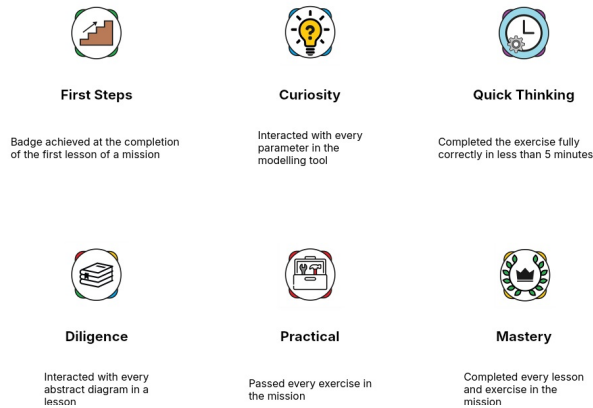 First Steps
Curiosity
Quick Thinking
Badge achieved at the completion
of the first lesson of a mission
Interacted with every
parameter in the
modelling tool
Completed the exercise fully
correctly in less than 5 minutes
Diligence
Practical
Mastery
Interacted with every
abstract diagram in a
lesson
Passed every exercise in
the mission
Completed every lesson
and exercise in the
mission